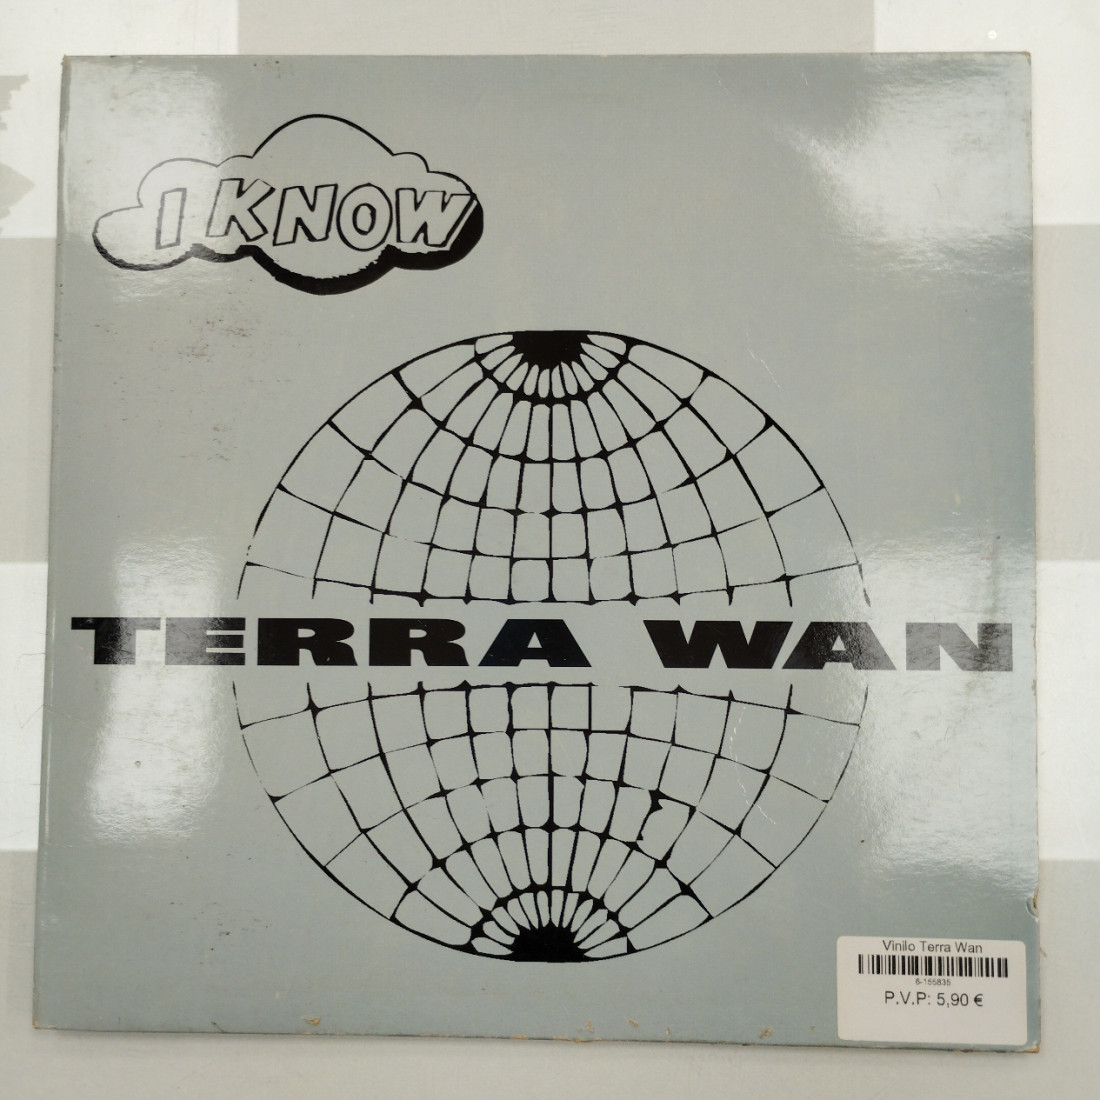 I KNOW
TERRA WAN
Vinilo Terra Wan
6-155835
P.V.P: 5,90 €